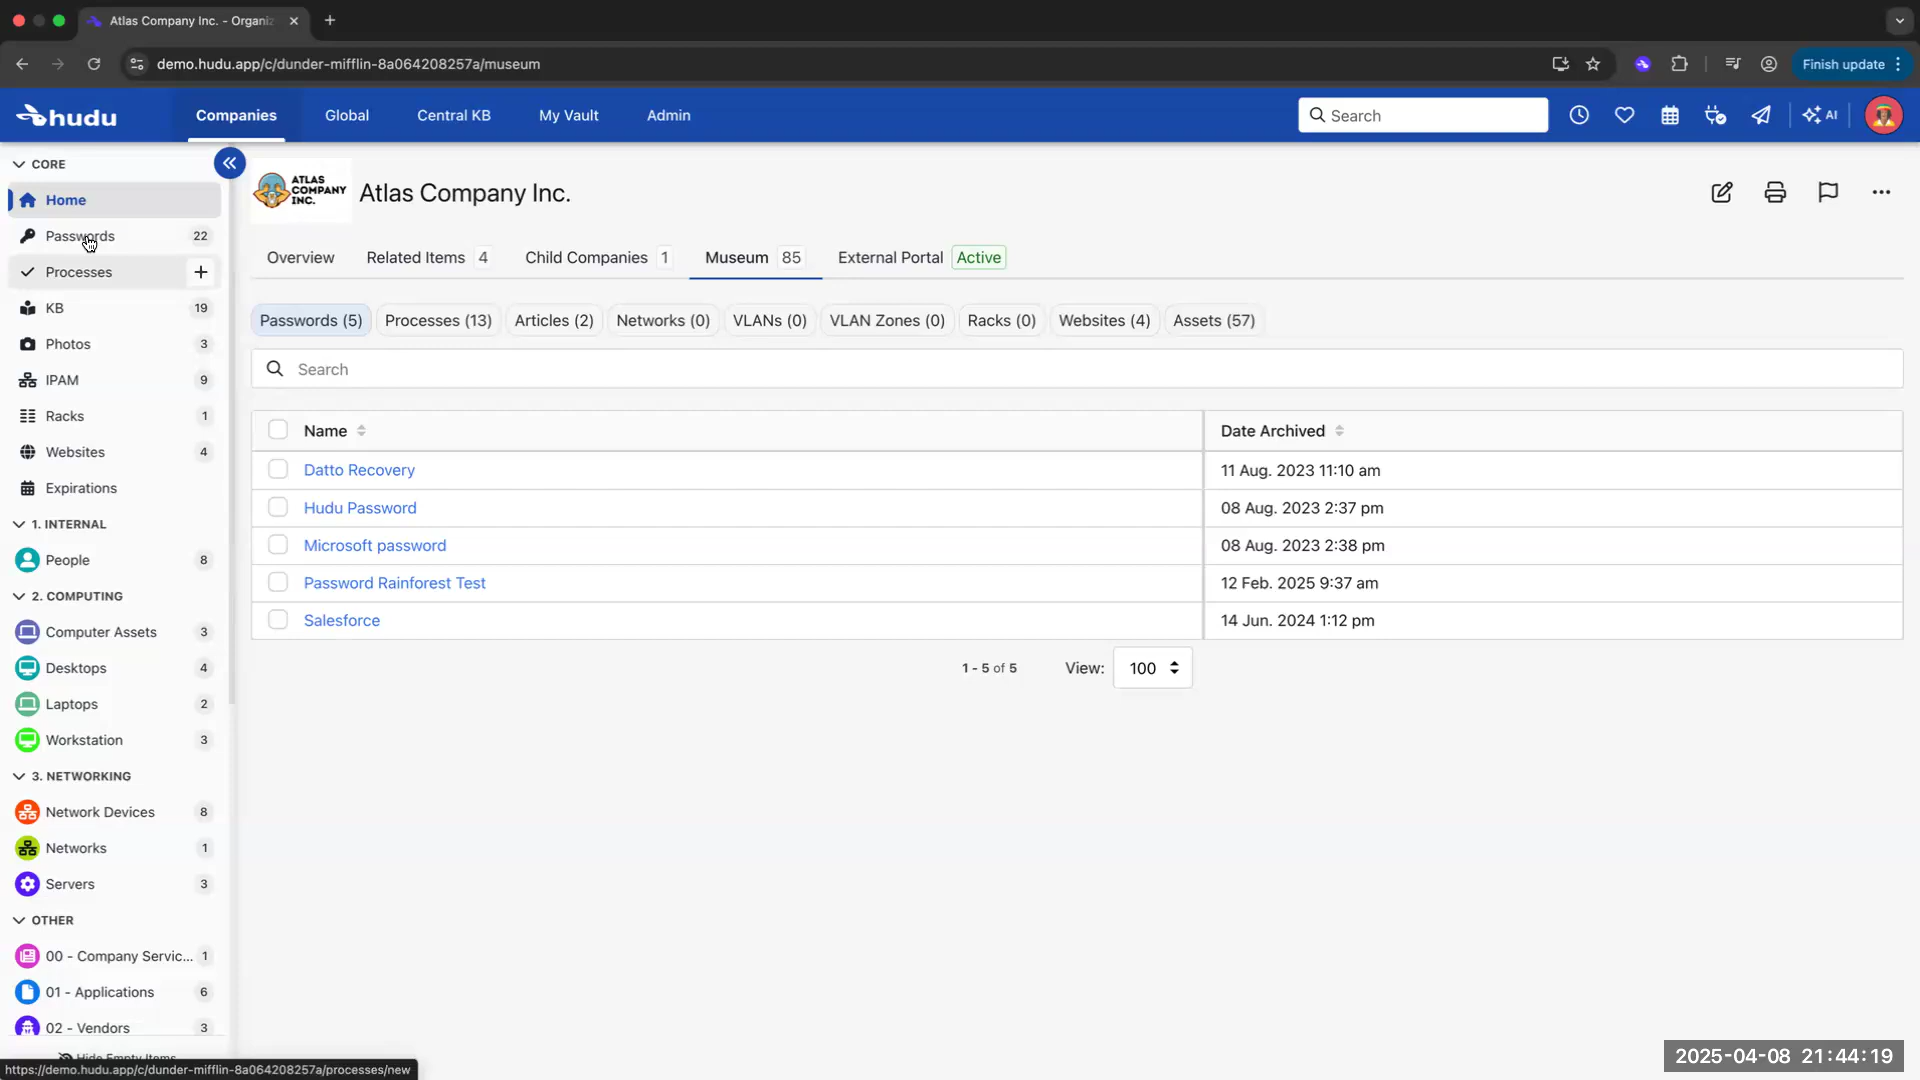 Atlas Company Inc. - Organiz
demo.hudu.app/c/dunder-mifflin-8a064208257a/museum
Finish update
hudu
Companies
Global
Central KB
My Vault
Admin
Search
AI
CORE
Home
Passwords 22
Processes
KB 19
Photos 3
IPAM 9
Racks 1
Websites 4
Expirations
1. INTERNAL
People 8
2. COMPUTING
Computer Assets 3
Desktops 4
Laptops 2
Workstation 3
3. NETWORKING
Network Devices 8
Networks 1
Servers 3
OTHER
00 - Company Servic... 1
01 - Applications 6
02 - Vendors 3
Hide Empty Items
https://demo.hudu.app/c/dunder-mifflin-8a064208257a/processes/new
ATLAS
COMPANY
INC.
Atlas Company Inc.
Overview
Related Items 4
Child Companies 1
Museum 85
External Portal Active
Passwords (5)
Processes (13)
Articles (2)
Networks (0)
VLANs (0)
VLAN Zones (0)
Racks (0)
Websites (4)
Assets (57)
Search
Name Date Archived
Datto Recovery 11 Aug. 2023 11:10 am
Hudu Password 08 Aug. 2023 2:37 pm
Microsoft password 08 Aug. 2023 2:38 pm
Password Rainforest Test 12 Feb. 2025 9:37 am
Salesforce 14 Jun. 2024 1:12 pm
1 - 5 of 5 View: 100
2025-04-08 21:44:19